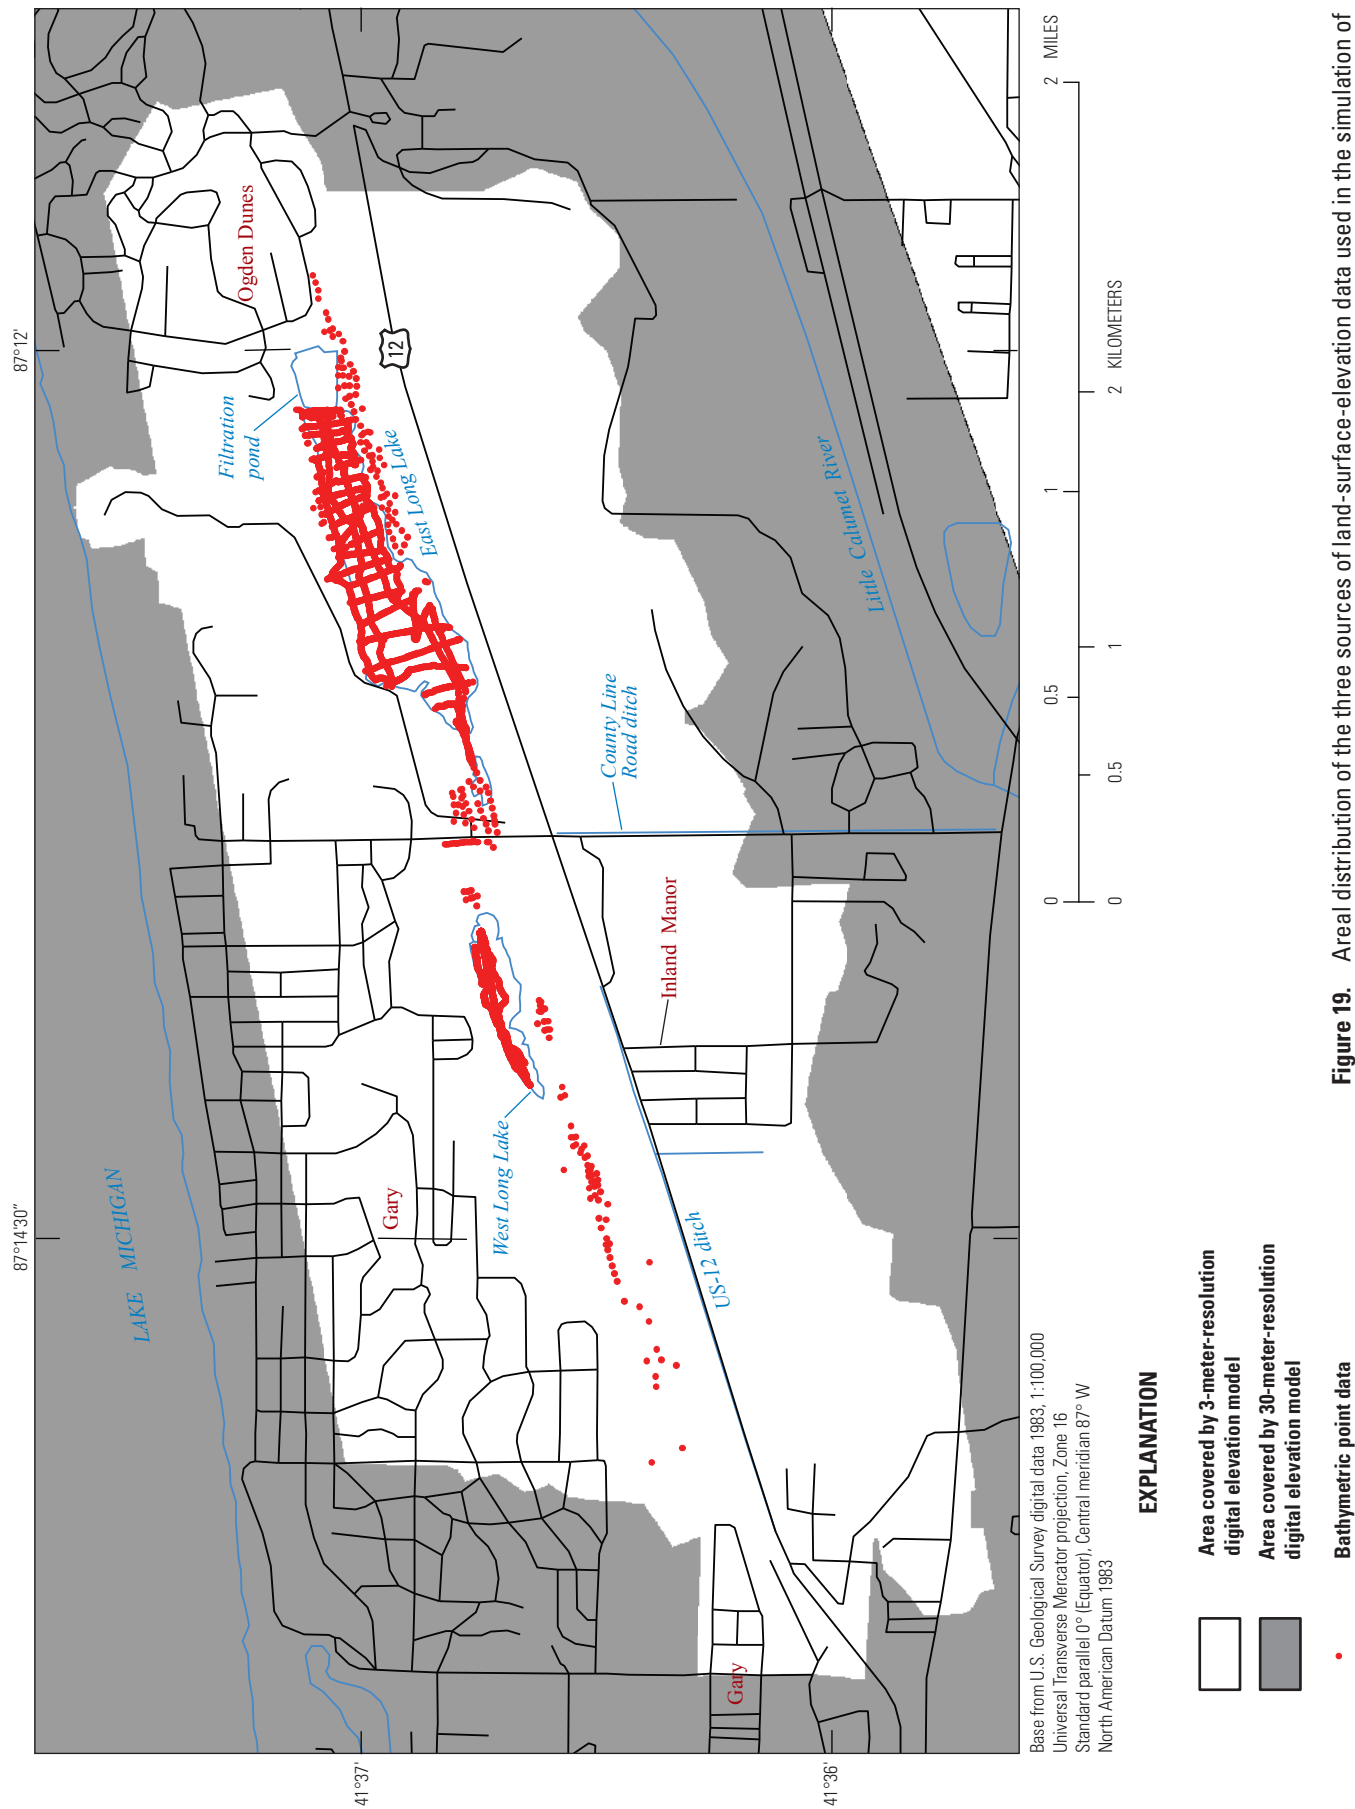 87°14'30"
87°12'
41°37'
41°36'
LAKE MICHIGAN
Ogden Dunes
Filtration
pond
East Long Lake
12
Gary
West Long Lake
County Line
Road ditch
Inland Manor
Little Calumet River
US-12 ditch
Gary
Base from U.S. Geological Survey digital data 1983, 1:100,000
Universal Transverse Mercator projection, Zone 16
Standard parallel 0° (Equator), Central meridian 87° W
North American Datum 1983
0 0.5 1 2 MILES
0 0.5 1 2 KILOMETERS
EXPLANATION
Area covered by 3-meter-resolution
digital elevation model
Area covered by 30-meter-resolution
digital elevation model
Bathymetric point data
Figure 19. Areal distribution of the three sources of land-surface-elevation data used in the simulation of